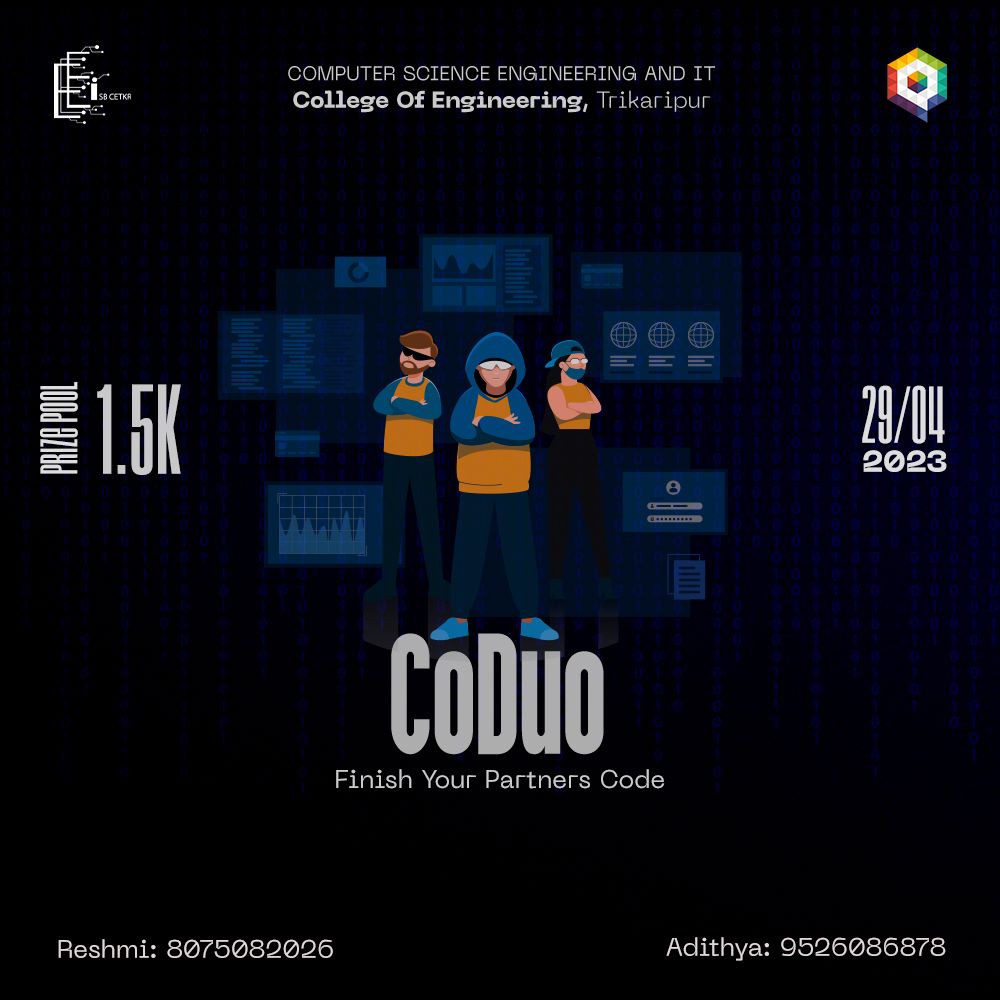 SB CETKR
COMPUTER SCIENCE ENGINEERING AND IT
College Of Engineering, Trikaripur
PRIZE POOL
1.5K
29/04
2023
CoDuo
Finish Your Partners Code
Reshmi: 8075082026
Adithya: 9526086878